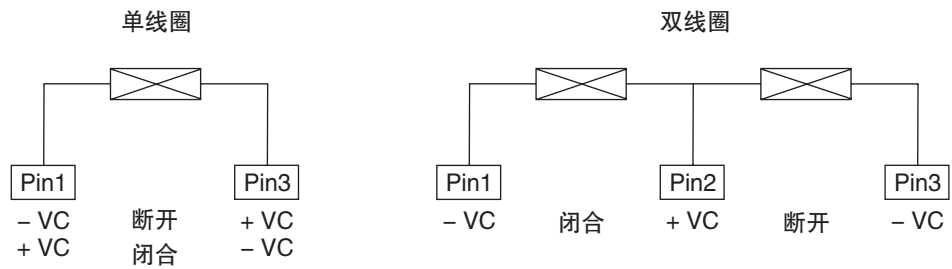 单线圈
双线圈
Pin1 Pin3 Pin1 Pin2 Pin3
– VC 断开 + VC – VC 闭合 + VC 断开 – VC
+ VC 闭合 – VC